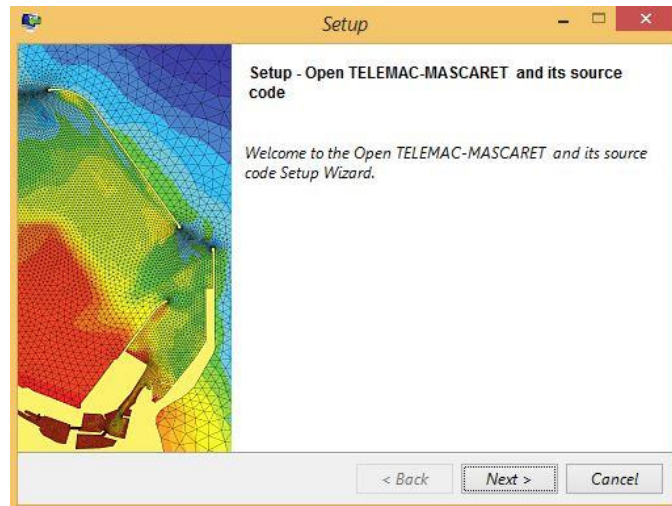 Setup
Setup - Open TELEMAC-MASCARET and its source
code
Welcome to the Open TELEMAC-MASCARET and its source
code Setup Wizard.
< Back Next > Cancel